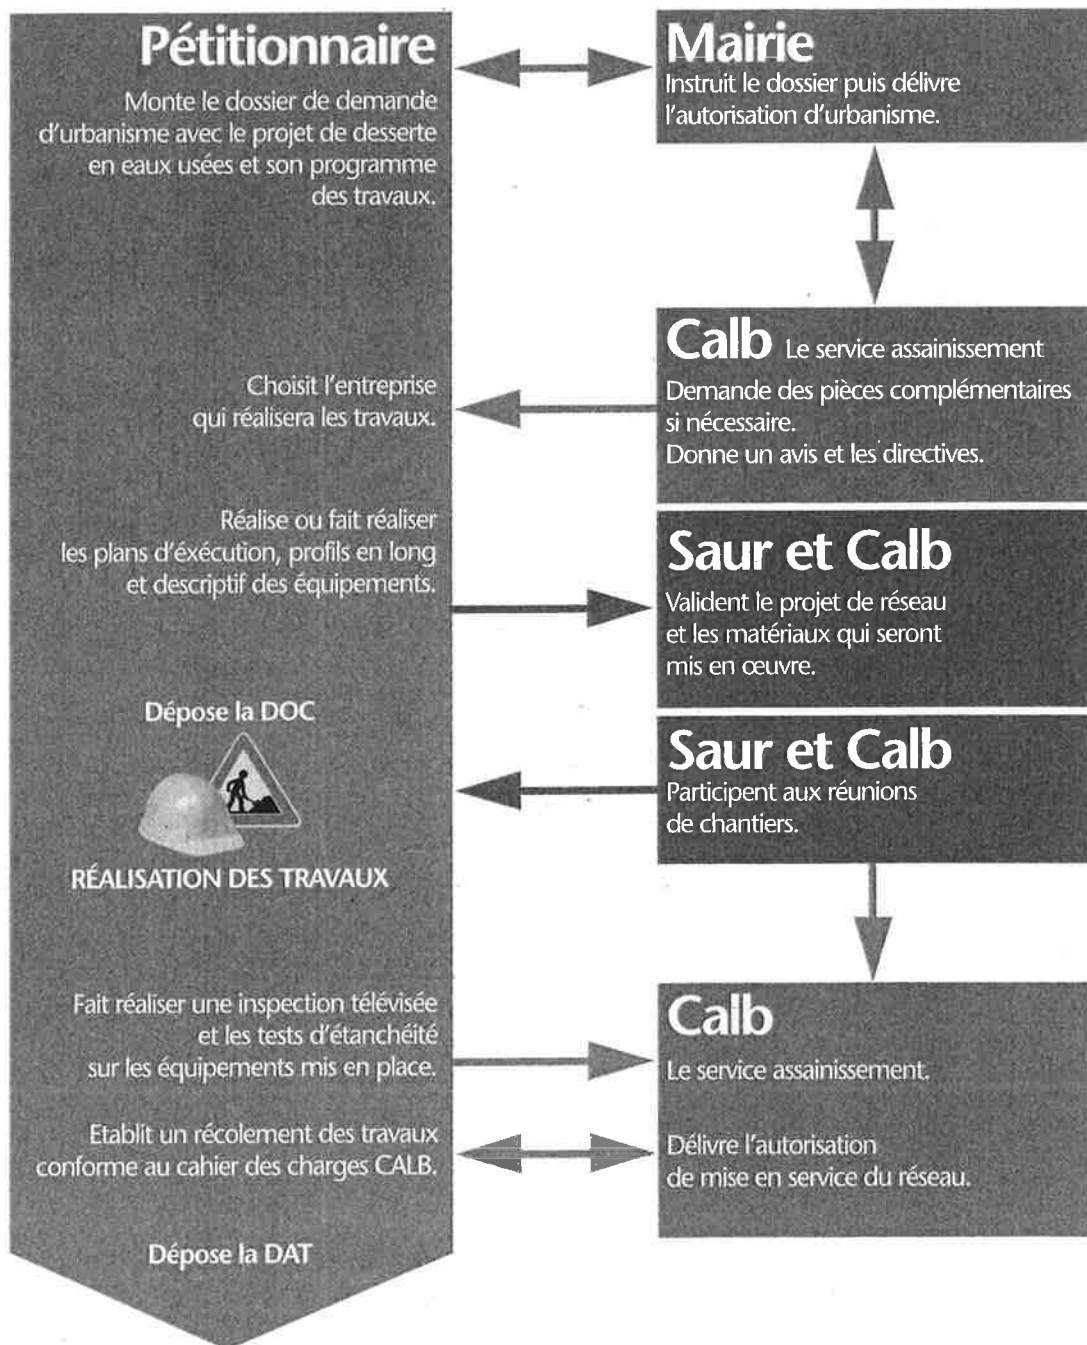 Pétitionnaire
Monte le dossier de demande
d'urbanisme avec le projet de desserte
en eaux usées et son programme
des travaux.
Mairie
Instruit le dossier puis délivre
l'autorisation d'urbanisme.
Calb Le service assainissement
Demande des pièces complémentaires
si nécessaire.
Donne un avis et les directives.
Choisit l'entreprise
qui réalisera les travaux.
Réalise ou fait réaliser
les plans d'éxécution, profils en long
et descriptif des équipements.
Saur et Calb
Valident le projet de réseau
et les matériaux qui seront
mis en œuvre.
Dépose la DOC
RÉALISATION DES TRAVAUX
Saur et Calb
Participent aux réunions
de chantiers.
Fait réaliser une inspection télévisée
et les tests d'étanchéité
sur les équipements mis en place.
Etablit un récolement des travaux
conforme au cahier des charges CALB.
Calb
Le service assainissement.
Délivre l'autorisation
de mise en service du réseau.
Dépose la DAT